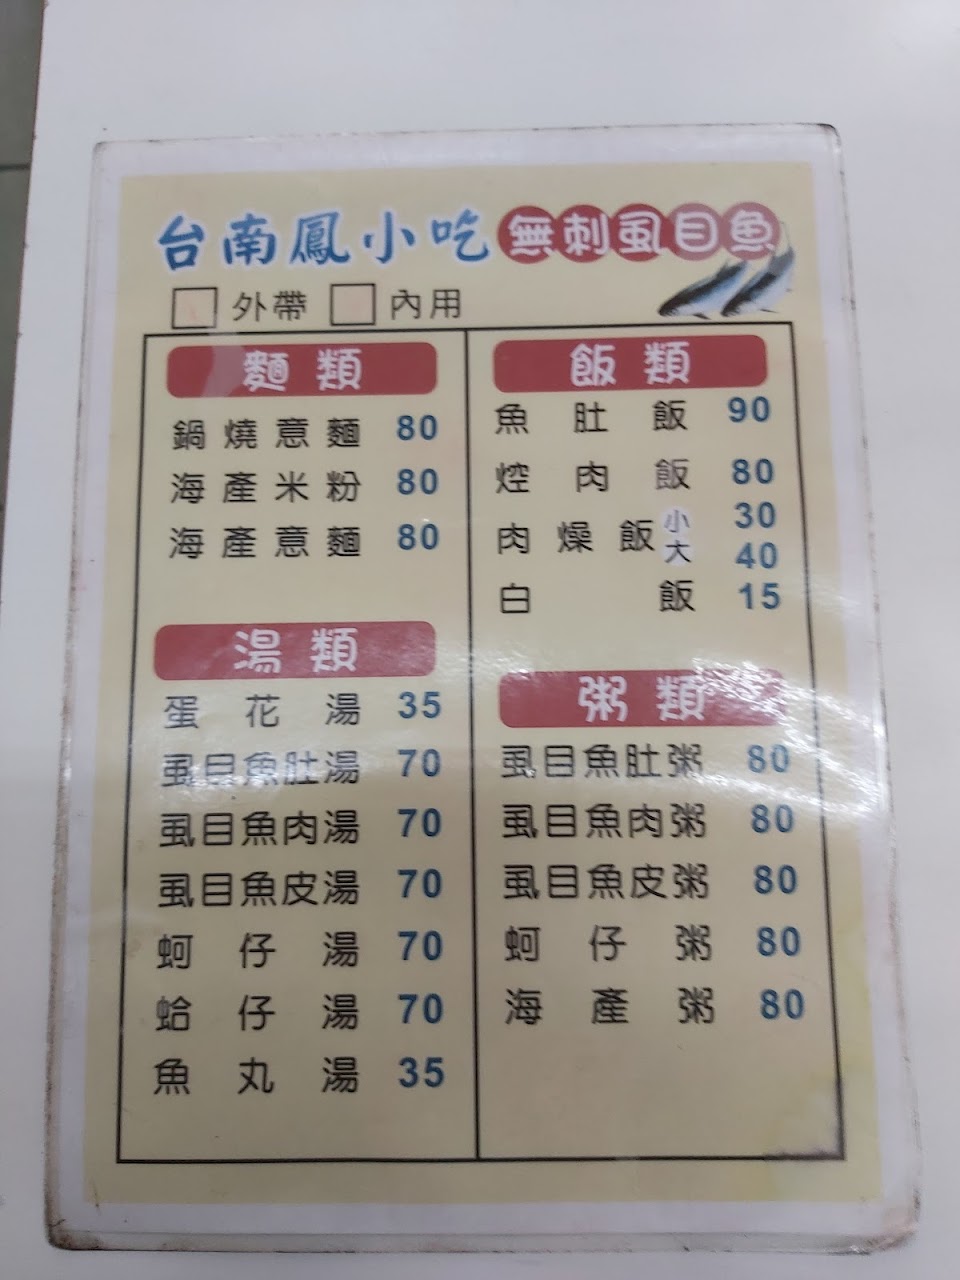 台南鳳小吃 無刺虱目魚
外帶 內用
麵類
鍋燒意麵 80
海產米粉 80
海產意麵 80
湯類
蛋花湯 35
虱目魚肚湯 70
虱目魚肉湯 70
虱目魚皮湯 70
蚵仔湯 70
蛤仔湯 70
魚丸湯 35
飯類
魚肚飯 90
焢肉飯 80
肉燥飯 小 30
大 40
白飯 15
粥類
虱目魚肚粥 80
虱目魚肉粥 80
虱目魚皮粥 80
蚵仔粥 80
海產粥 80